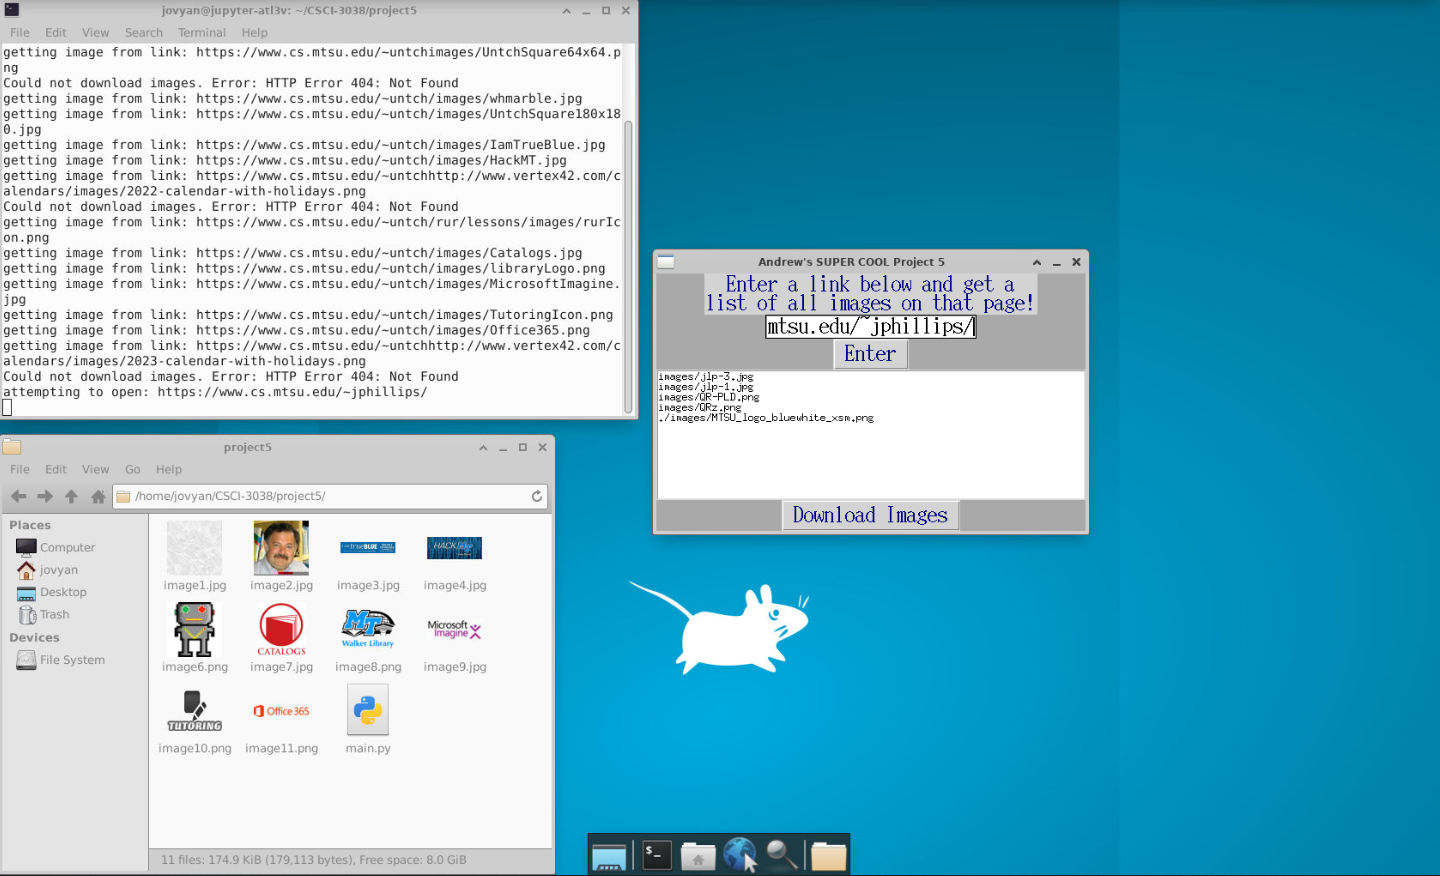 jovyan@jupyter-atl3v: ~/CSCI-3038/project5
File Edit View Search Terminal Help
getting image from link: https://www.cs.mtsu.edu/~untchimages/UntchSquare64x64.p
ng
Could not download images. Error: HTTP Error 404: Not Found
getting image from link: https://www.cs.mtsu.edu/~untch/images/whmarble.jpg
getting image from link: https://www.cs.mtsu.edu/~untch/images/UntchSquare180x18
0.jpg
getting image from link: https://www.cs.mtsu.edu/~untch/images/IamTrueBlue.jpg
getting image from link: https://www.cs.mtsu.edu/~untch/images/HackMT.jpg
getting image from link: https://www.cs.mtsu.edu/~untchhttp://www.vertex42.com/c
alendars/images/2022-calendar-with-holidays.png
Could not download images. Error: HTTP Error 404: Not Found
getting image from link: https://www.cs.mtsu.edu/~untch/rur/lessons/images/rurIc
on.png
getting image from link: https://www.cs.mtsu.edu/~untch/images/Catalogs.jpg
getting image from link: https://www.cs.mtsu.edu/~untch/images/libraryLogo.png
getting image from link: https://www.cs.mtsu.edu/~untch/images/MicrosoftImagine.
jpg
getting image from link: https://www.cs.mtsu.edu/~untch/images/TutoringIcon.png
getting image from link: https://www.cs.mtsu.edu/~untch/images/Office365.png
getting image from link: https://www.cs.mtsu.edu/~untchhttp://www.vertex42.com/c
alendars/images/2023-calendar-with-holidays.png
Could not download images. Error: HTTP Error 404: Not Found
attempting to open: https://www.cs.mtsu.edu/~jphillips/
Andrew's SUPER COOL Project 5
Enter a link below and get a
list of all images on that page!
mtsu.edu/~jphillips/
Enter
images/jlp-3.jpg
images/jlp-1.jpg
images/QR-PLD.png
images/QRz.png
./images/MTSU_logo_bluewhite_xsm.png
Download Images
project5
File Edit View Go Help
/home/jovyan/CSCI-3038/project5/
Places
Computer
jovyan
Desktop
Trash
Devices
File System
trueBLUE
HACK
image1.jpg image2.jpg image3.jpg image4.jpg
CATALOGS
MT
Walker Library
Microsoft
Imagine
image6.png image7.jpg image8.png image9.jpg
TUTORING
Office 365
image10.png image11.png main.py
11 files: 174.9 KiB (179,113 bytes), Free space: 8.0 GiB
$_